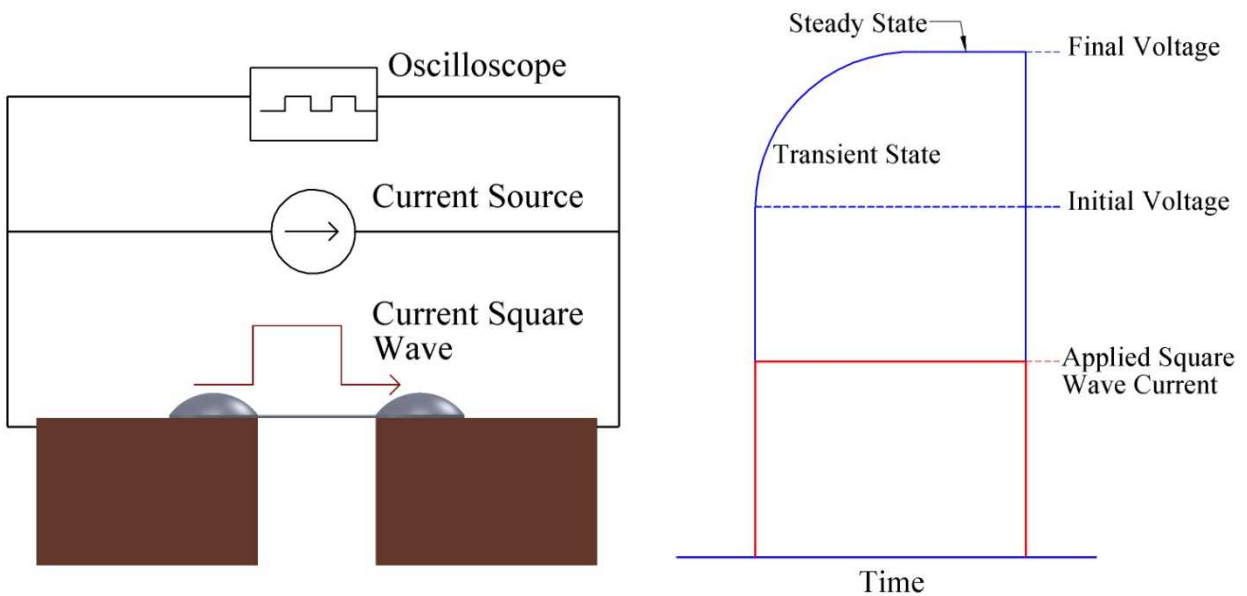 Oscilloscope
Current Source
Current Square
Wave
Steady State
Final Voltage
Transient State
Initial Voltage
Applied Square
Wave Current
Time